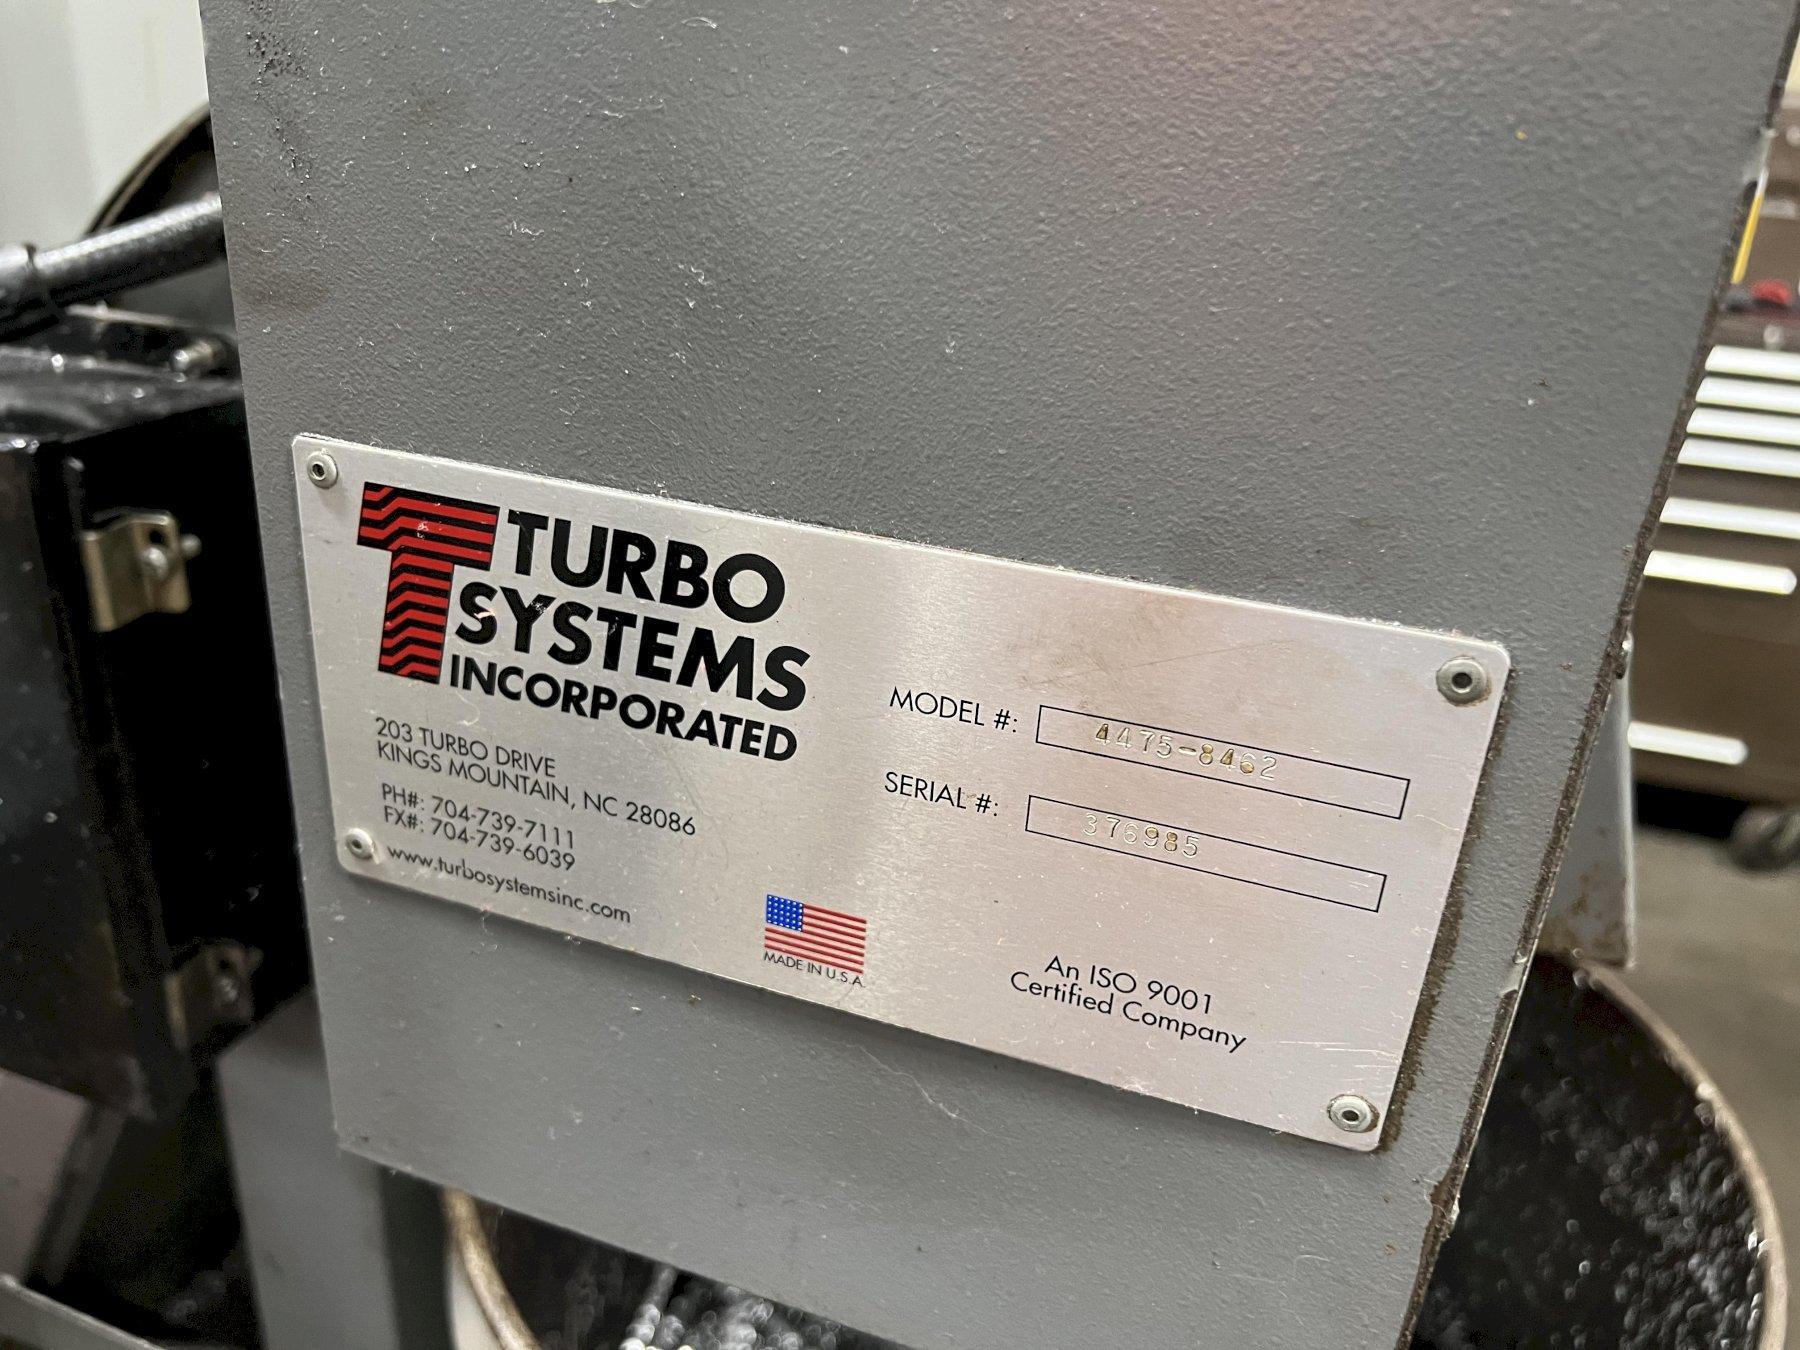 TURBO
SYSTEMS
INCORPORATED
203 TURBO DRIVE
KINGS MOUNTAIN, NC 28086
PH#: 704-739-7111
FX#: 704-739-6039
www.turbosystemsinc.com
MADE IN U.S.A.
MODEL #: 4475-8462
SERIAL #: 376985
An ISO 9001
Certified Company